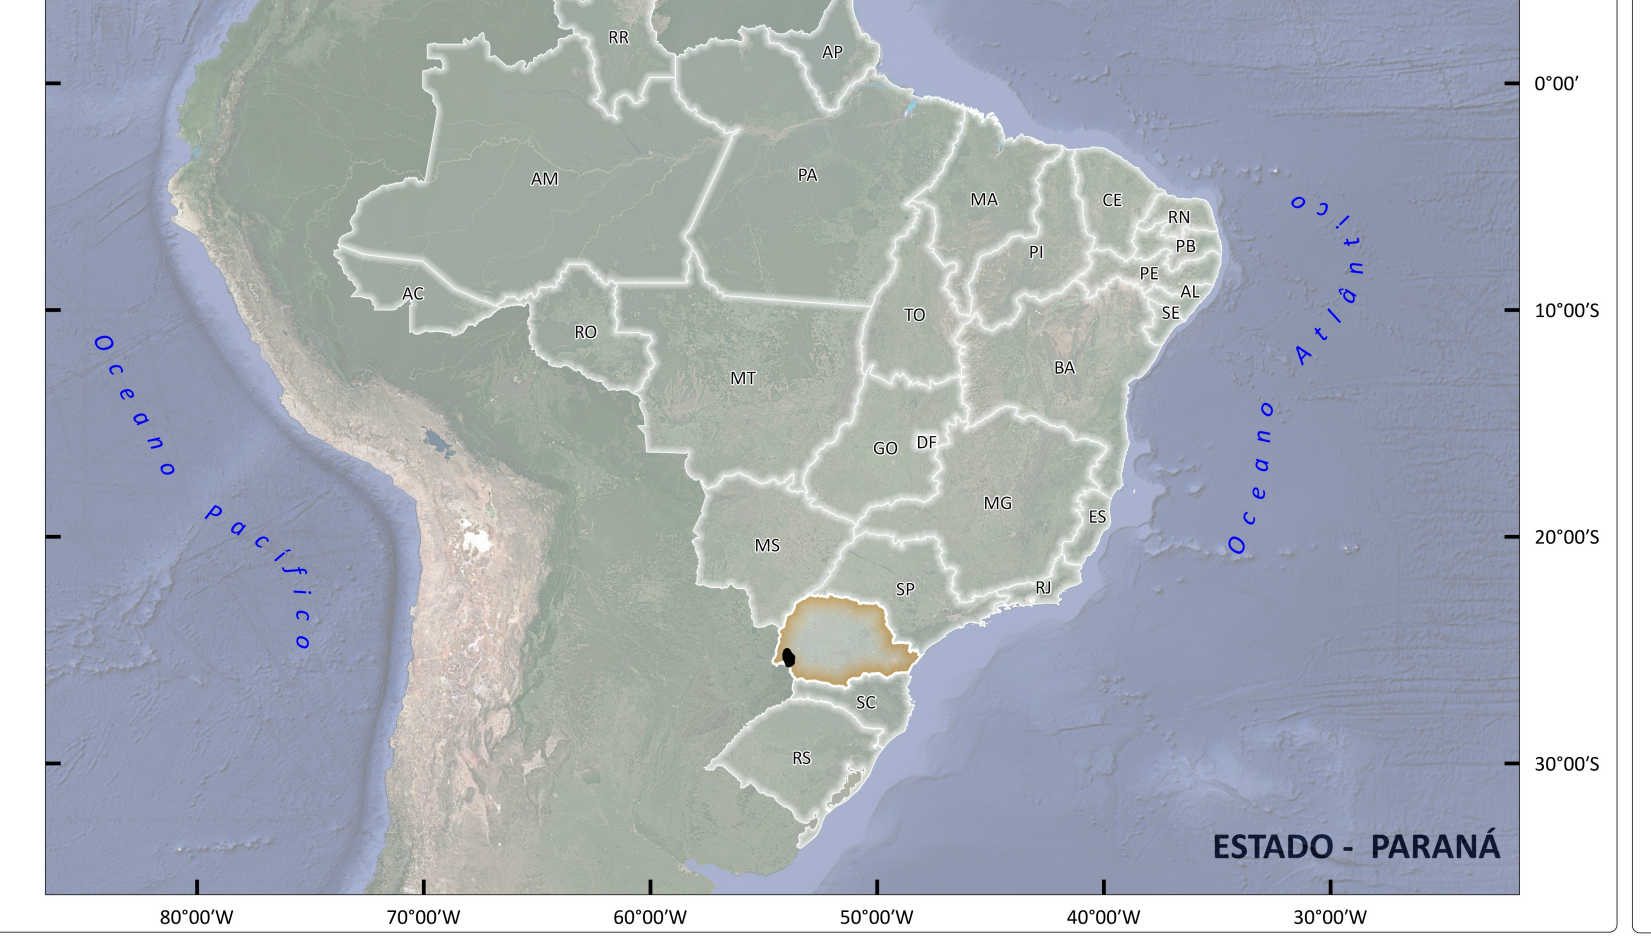 RR
AP
0°00’
AM
PA
MA
CE
RN
PB
PI
PE
AC
AL
SE
TO
RO
10°00’S
BA
MT
GO
DF
MG
ES
MS
20°00’S
SP
RJ
SC
RS
30°00’S
Oceano Pacífico
Oceano Atlântico
ESTADO - PARANÁ
80°00’W 70°00’W 60°00’W 50°00’W 40°00’W 30°00’W